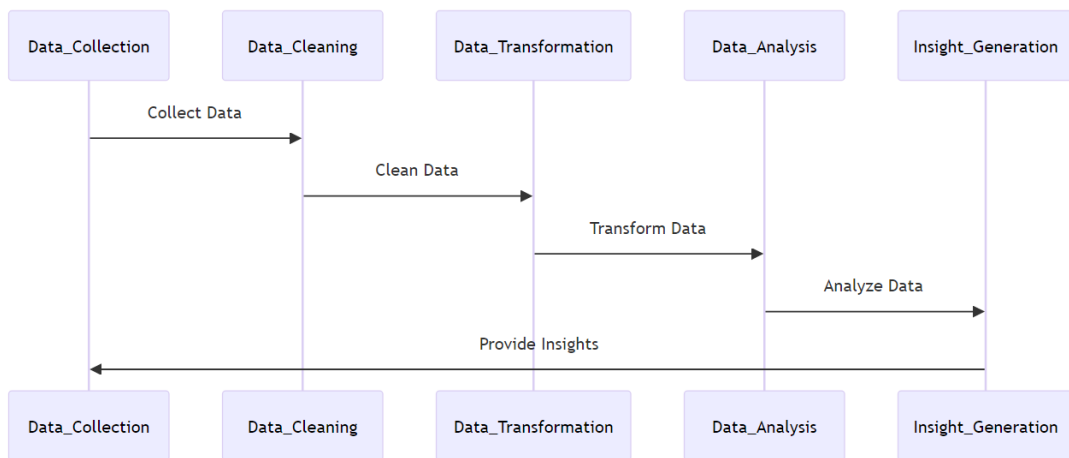 Data_Collection
Data_Cleaning
Data_Transformation
Data_Analysis
Insight_Generation
Collect Data
Clean Data
Transform Data
Analyze Data
Provide Insights
Data_Collection
Data_Cleaning
Data_Transformation
Data_Analysis
Insight_Generation